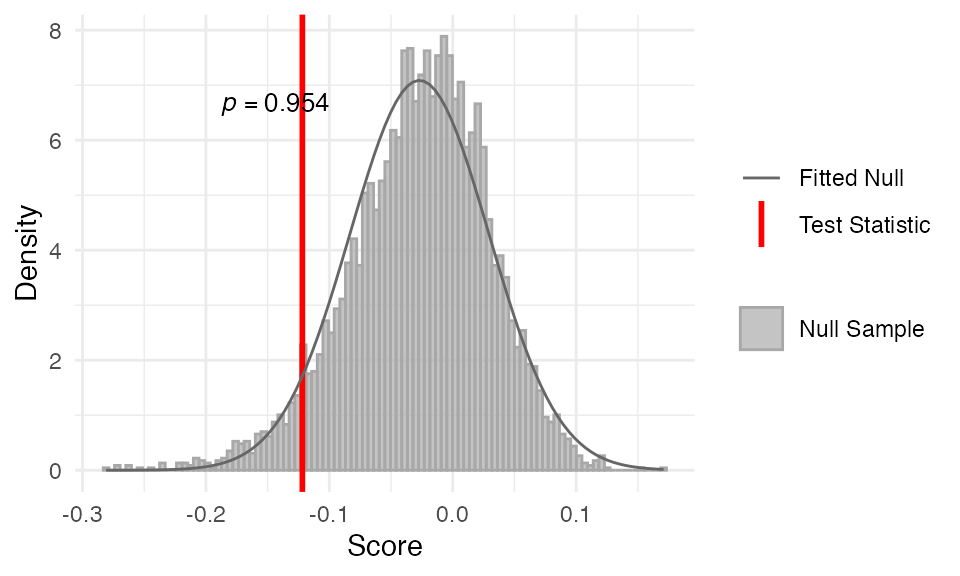 8
6
4
2
0
Density
p = 0.954
-0.3 -0.2 -0.1 0.0 0.1
Score
Fitted Null
Test Statistic
Null Sample